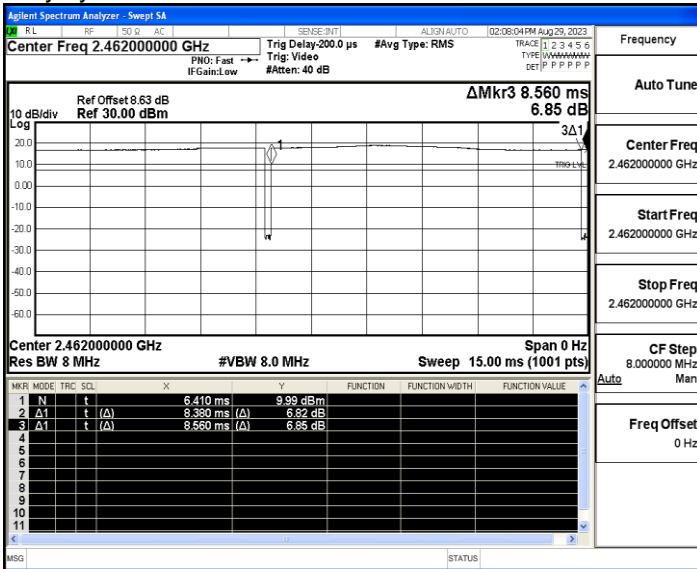 Agilent Spectrum Analyzer - Swept SA
RL RF 50 Ω AC SENSE:INT ALIGN AUTO 02:08:04 PM Aug 29, 2023
Center Freq 2.462000000 GHz
PNO: Fast
IFGain:Low
Trig Delay-200.0 µs
Trig: Video
#Atten: 40 dB
#Avg Type: RMS
TRACE 1 2 3 4 5 6
TYPE WWWWWW
DET P P P P P P
10 dB/div
Log
Ref Offset 8.63 dB
Ref 30.00 dBm
ΔMkr3 8.560 ms
6.85 dB
3Δ1
1
TRIG LVL
20.0
10.0
0.00
-10.0
-20.0
-30.0
-40.0
-50.0
-60.0
Center 2.462000000 GHz Span 0 Hz
Res BW 8 MHz #VBW 8.0 MHz Sweep 15.00 ms (1001 pts)
MKR MODE TRC SCL X Y FUNCTION FUNCTION WIDTH FUNCTION VALUE
1 N t 6.410 ms 9.99 dBm
2 Δ1 t (Δ) 8.380 ms (Δ) 6.82 dB
3 Δ1 t (Δ) 8.560 ms (Δ) 6.85 dB
4
5
6
7
8
9
10
11
MSG STATUS
Frequency
Auto Tune
Center Freq
2.462000000 GHz
Start Freq
2.462000000 GHz
Stop Freq
2.462000000 GHz
CF Step
8.000000 MHz
Auto Man
Freq Offset
0 Hz